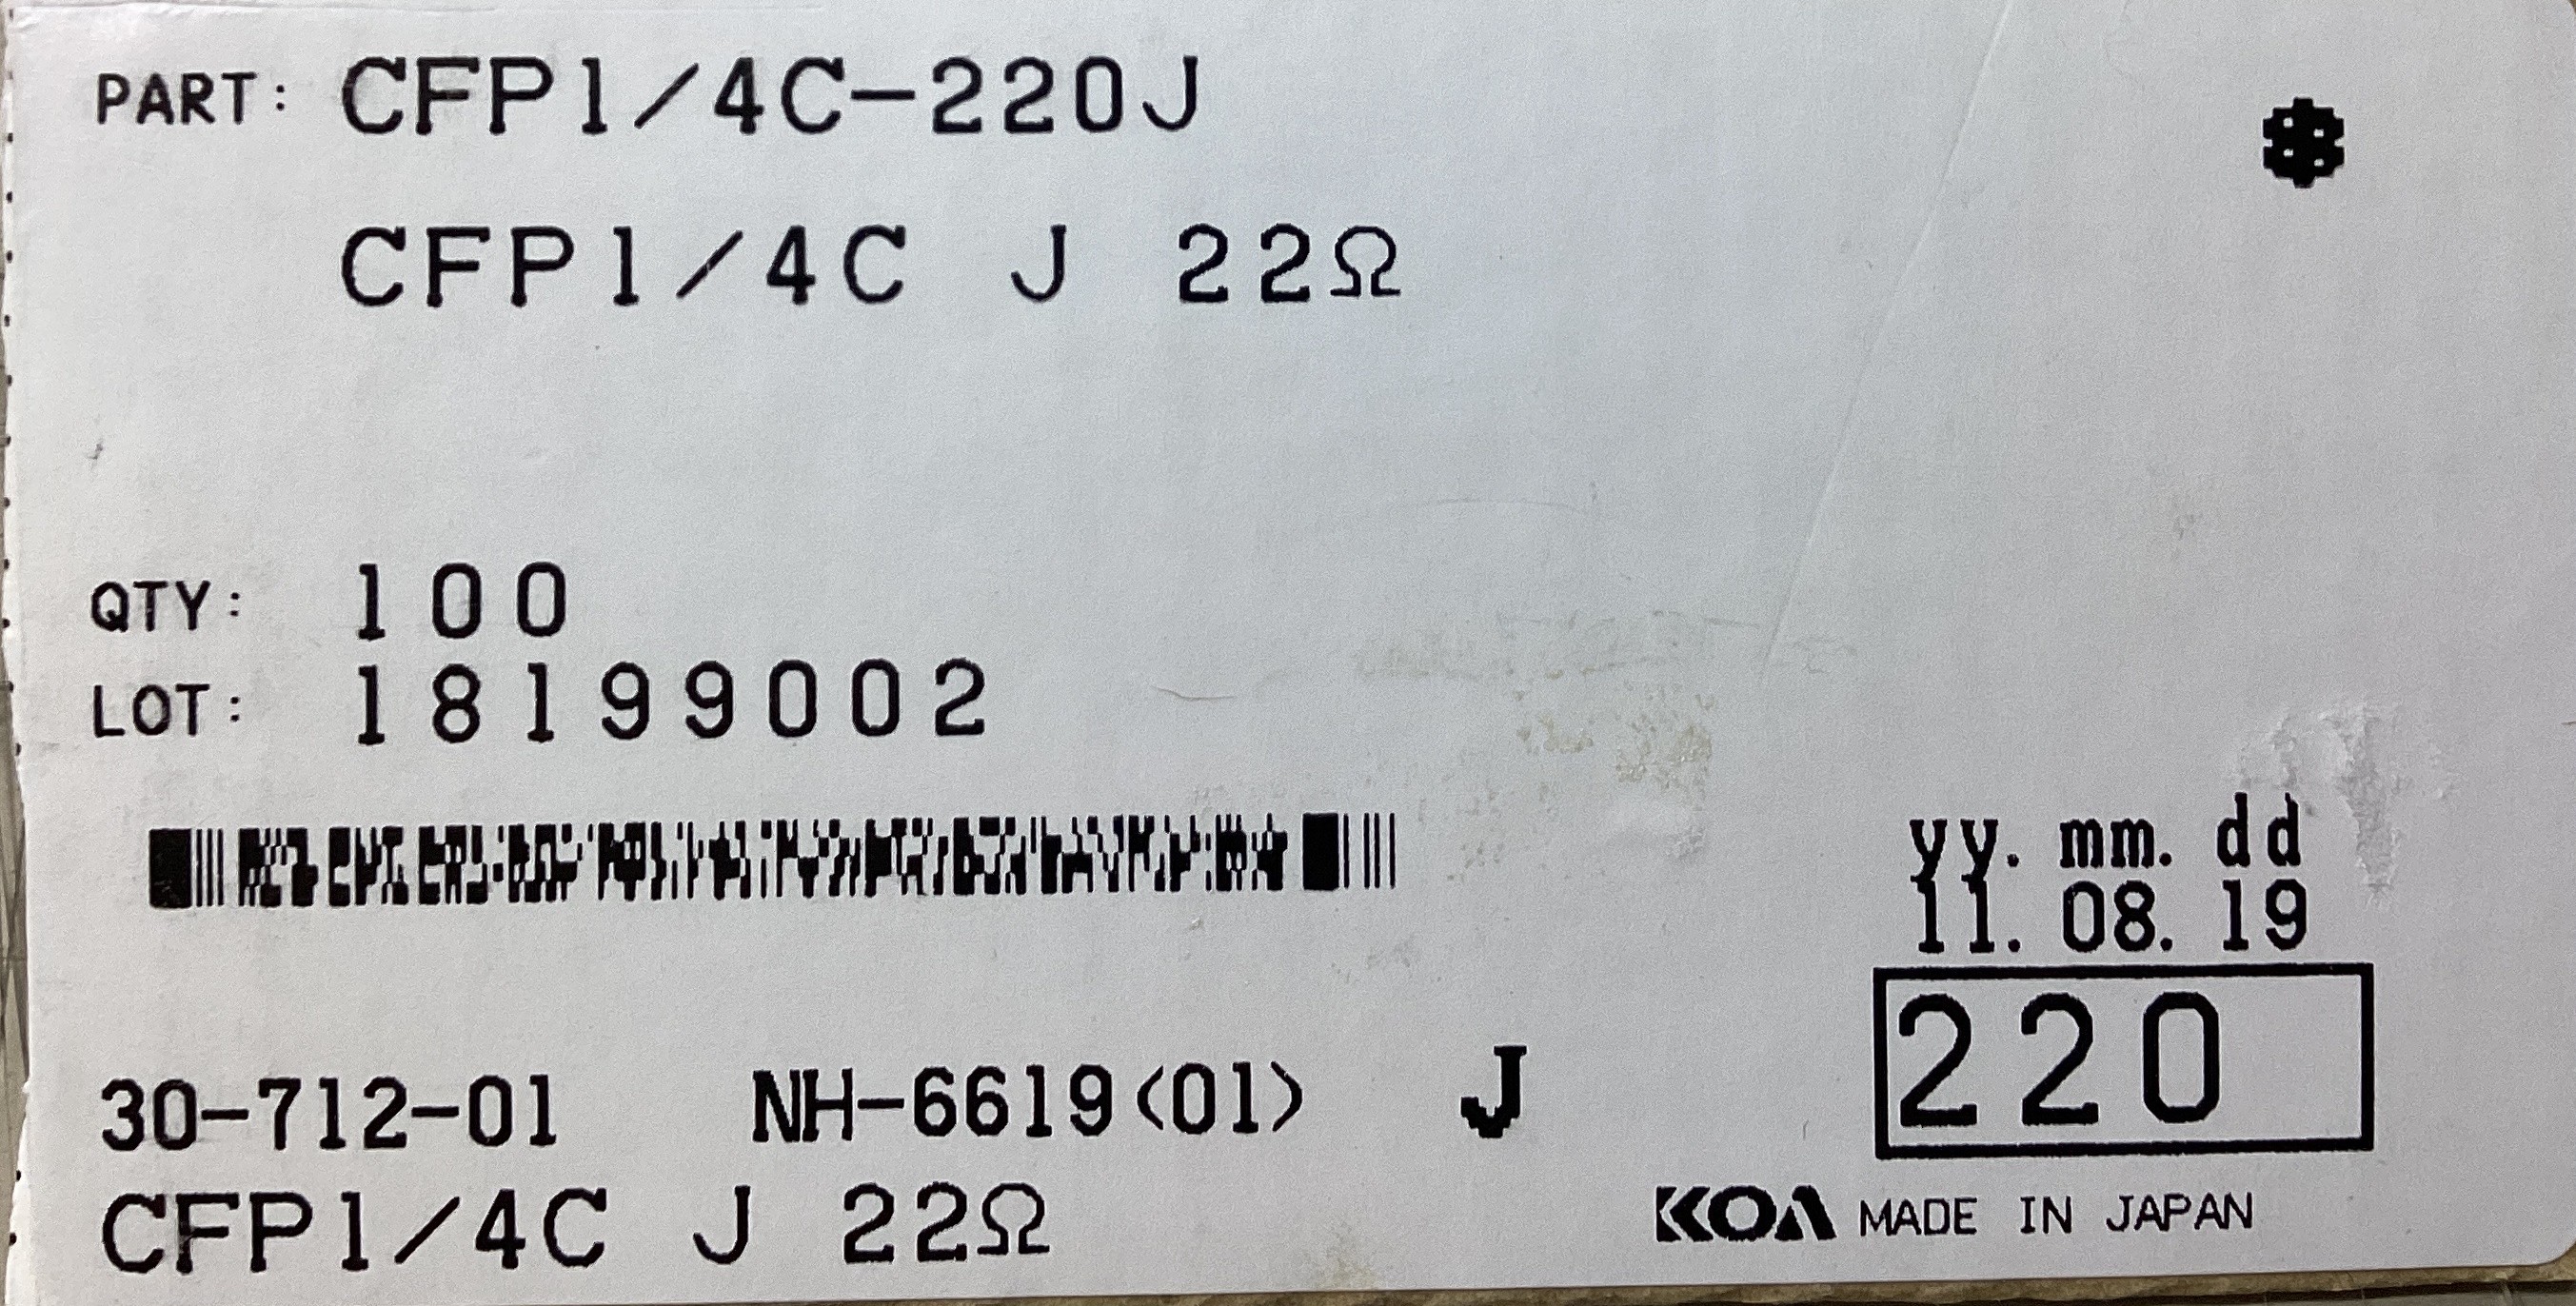 PART: CFP1/4C-220J
*
CFP1/4C J 22Ω
QTY: 100
LOT: 18199002
yy. mm. dd
11. 08. 19
220
30-712-01 NH-6619<01> J
CFP1/4C J 22Ω
KOA MADE IN JAPAN